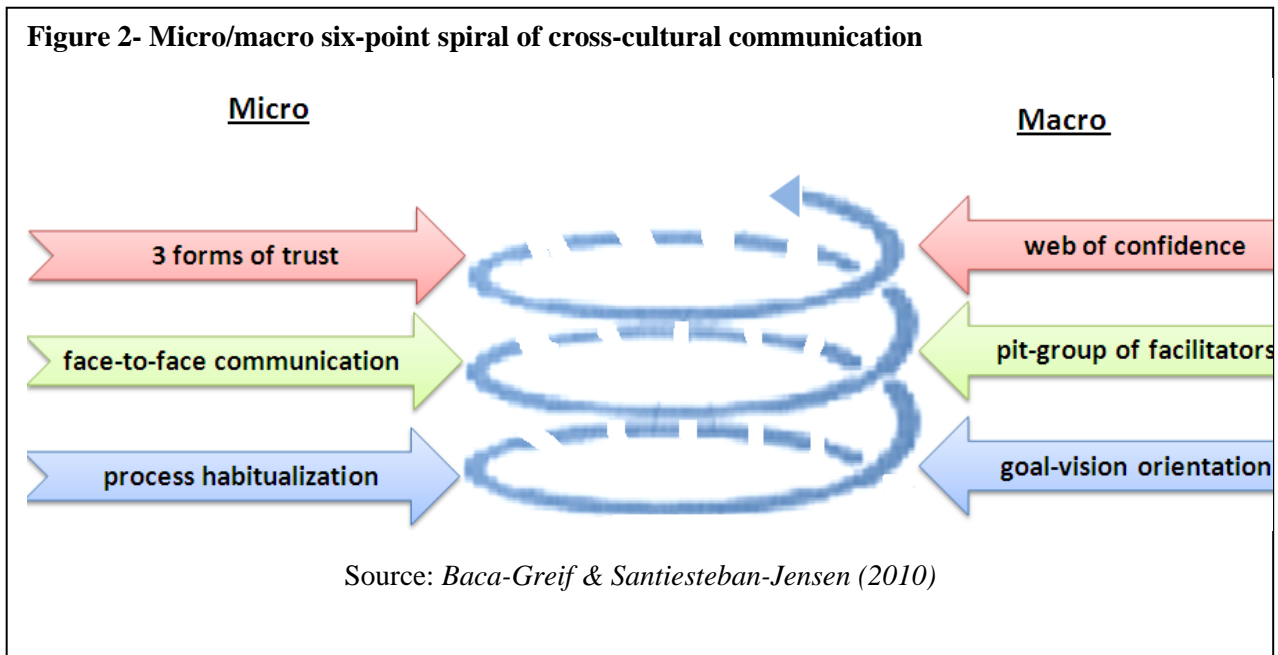 Figure 2- Micro/macro six-point spiral of cross-cultural communication
Micro
Macro
3 forms of trust
web of confidence
face-to-face communication
pit-group of facilitators
process habitualization
goal-vision orientation
Source: Baca-Greif & Santiesteban-Jensen (2010)